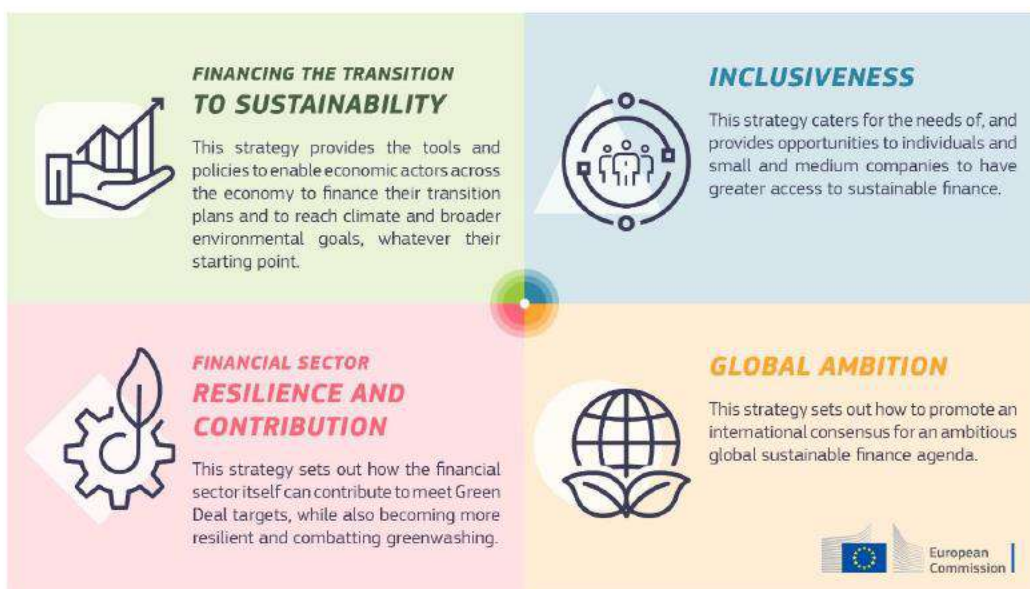 FINANCING THE TRANSITION
TO SUSTAINABILITY
This strategy provides the tools and
policies to enable economic actors across
the economy to finance their transition
plans and to reach climate and broader
environmental goals, whatever their
starting point.
INCLUSIVENESS
This strategy caters for the needs of, and
provides opportunities to individuals and
small and medium companies to have
greater access to sustainable finance.
FINANCIAL SECTOR
RESILIENCE AND
CONTRIBUTION
This strategy sets out how the financial
sector itself can contribute to meet Green
Deal targets, while also becoming more
resilient and combatting greenwashing.
GLOBAL AMBITION
This strategy sets out how to promote an
international consensus for an ambitious
global sustainable finance agenda.
European
Commission